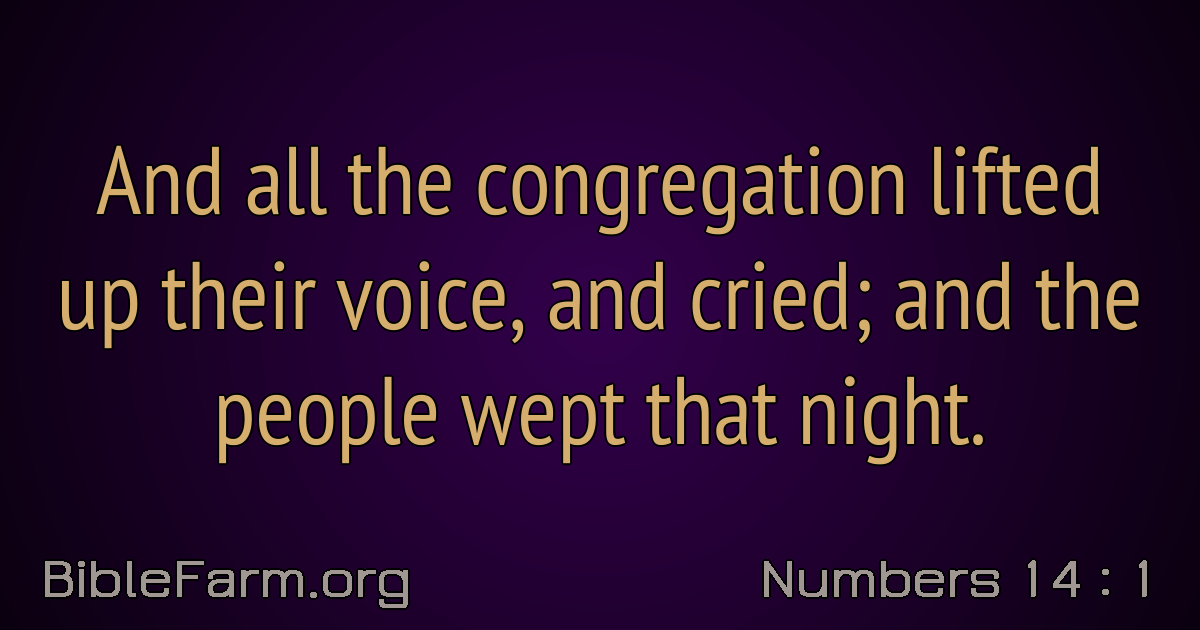 And all the congregation lifted
up their voice, and cried; and the
people wept that night.
BibleFarm.org
Numbers 14 : 1